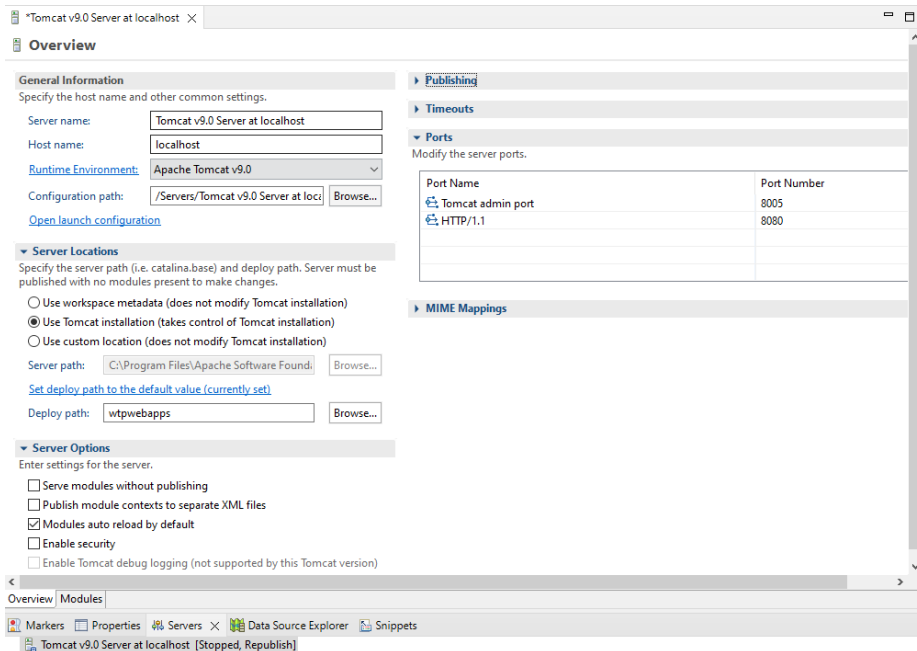 *Tomcat v9.0 Server at localhost
Overview
General Information
Specify the host name and other common settings.
Server name: Tomcat v9.0 Server at localhost
Host name: localhost
Runtime Environment: Apache Tomcat v9.0
Configuration path: /Servers/Tomcat v9.0 Server at loca Browse...
Open launch configuration
Server Locations
Specify the server path (i.e. catalina.base) and deploy path. Server must be
published with no modules present to make changes.
Use workspace metadata (does not modify Tomcat installation)
Use Tomcat installation (takes control of Tomcat installation)
Use custom location (does not modify Tomcat installation)
Server path: C:\Program Files\Apache Software Founda Browse...
Set deploy path to the default value (currently set)
Deploy path: wtpwebapps Browse...
Server Options
Enter settings for the server.
Serve modules without publishing
Publish module contexts to separate XML files
Modules auto reload by default
Enable security
Enable Tomcat debug logging (not supported by this Tomcat version)
Publishing
Timeouts
Ports
Modify the server ports.
Port Name Port Number
Tomcat admin port 8005
HTTP/1.1 8080
MIME Mappings
Overview Modules
Markers Properties Servers Data Source Explorer Snippets
Tomcat v9.0 Server at localhost [Stopped, Republish]